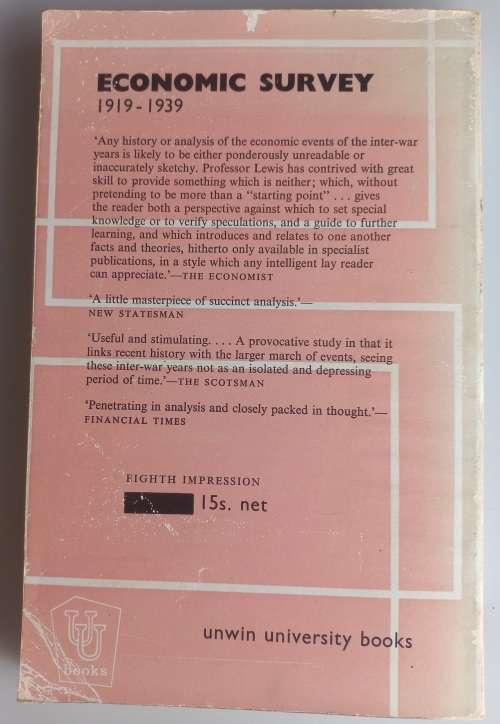 ECONOMIC SURVEY
1919-1939
‘Any history or analysis of the economic events of the inter-war
years is likely to be either ponderously unreadable or
inaccurately sketchy. Professor Lewis has contrived with great
skill to provide something which is neither; which, without
pretending to be more than a “starting point” . . . gives
the reader both a perspective against which to set special
knowledge or to verify speculations, and a guide to further
learning, and which introduces and relates to one another
facts and theories, hitherto only available in specialist
publications, in a style which any intelligent lay reader
can appreciate.’—THE ECONOMIST
‘A little masterpiece of succinct analysis.’—
NEW STATESMAN
‘Useful and stimulating. . . . A provocative study in that it
links recent history with the larger march of events, seeing
these inter-war years not as an isolated and depressing
period of time.’—THE SCOTSMAN
‘Penetrating in analysis and closely packed in thought.’—
FINANCIAL TIMES
EIGHTH IMPRESSION
15s. net
UU
books
unwin university books